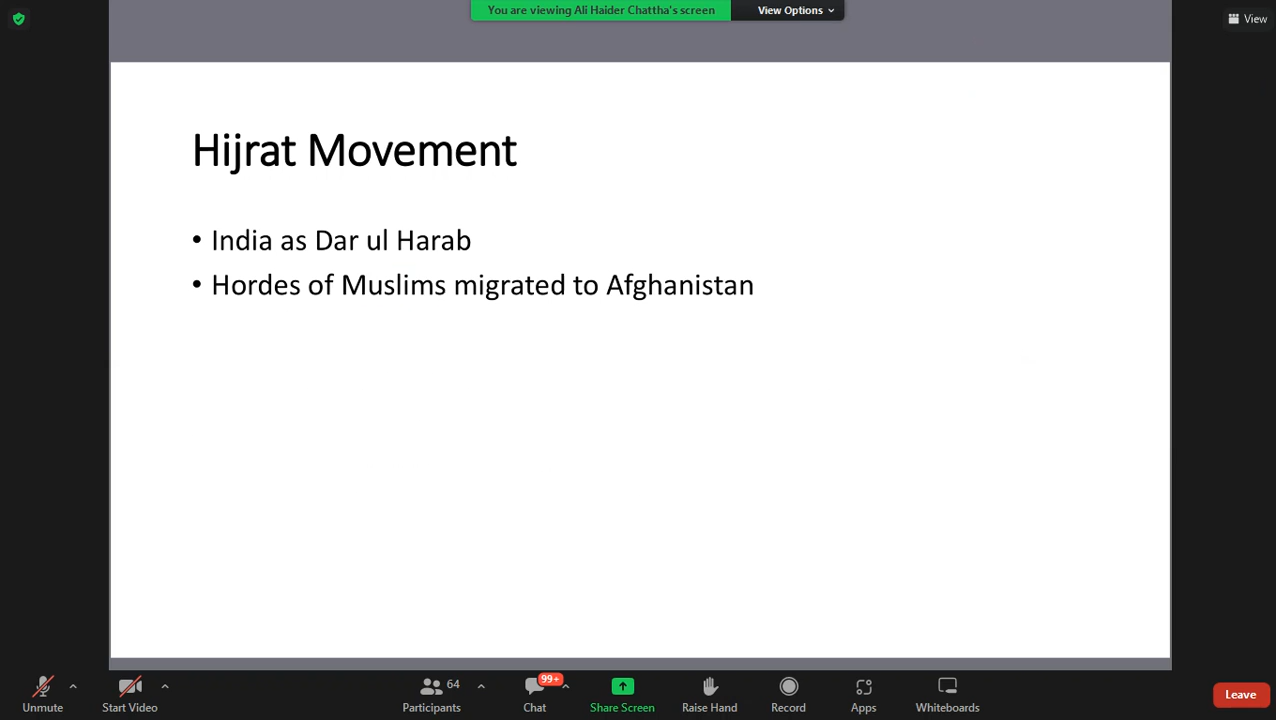 You are viewing Ali Haider Chattha's screen
View Options
View
Hijrat Movement
• India as Dar ul Harab
• Hordes of Muslims migrated to Afghanistan
64
99+
Unmute
Start Video
Participants
Chat
Share Screen
Raise Hand
Record
Apps
Whiteboards
Leave